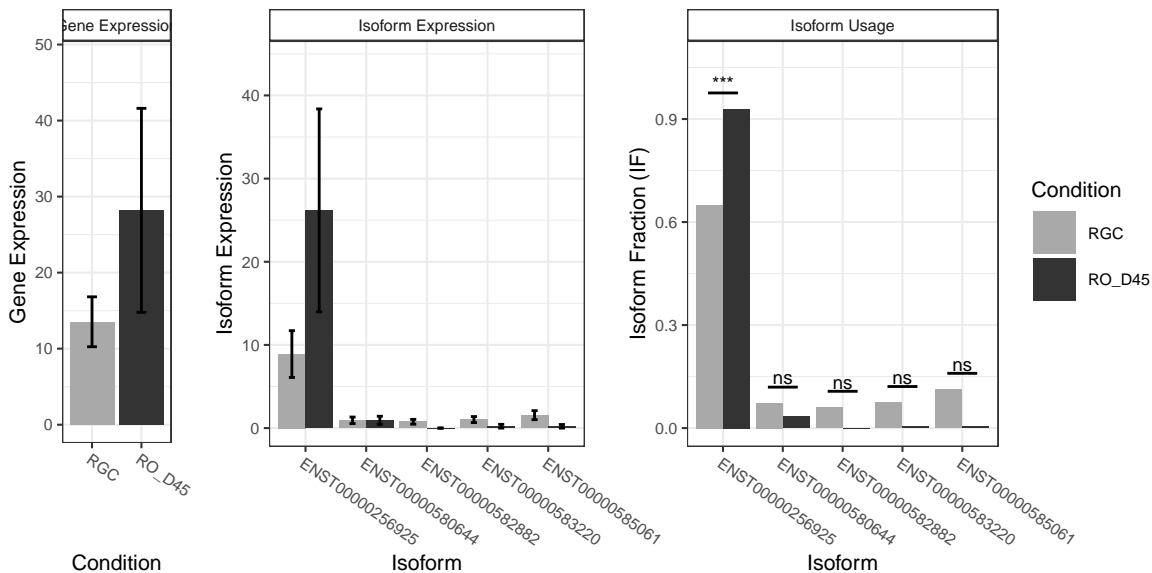 Gene Expression
Gene Expression
50
40
30
20
10
0
RGC
RO_D45
Condition
Isoform Expression
Isoform Expression
40
30
20
10
0
ENST00000256925
ENST00000580644
ENST00000582882
ENST00000583220
ENST00000585061
Isoform
Isoform Usage
Isoform Fraction (IF)
0.9
0.6
0.3
0.0
***
ns
ns
ns
ns
ENST00000256925
ENST00000580644
ENST00000582882
ENST00000583220
ENST00000585061
Isoform
Condition
RGC
RO_D45